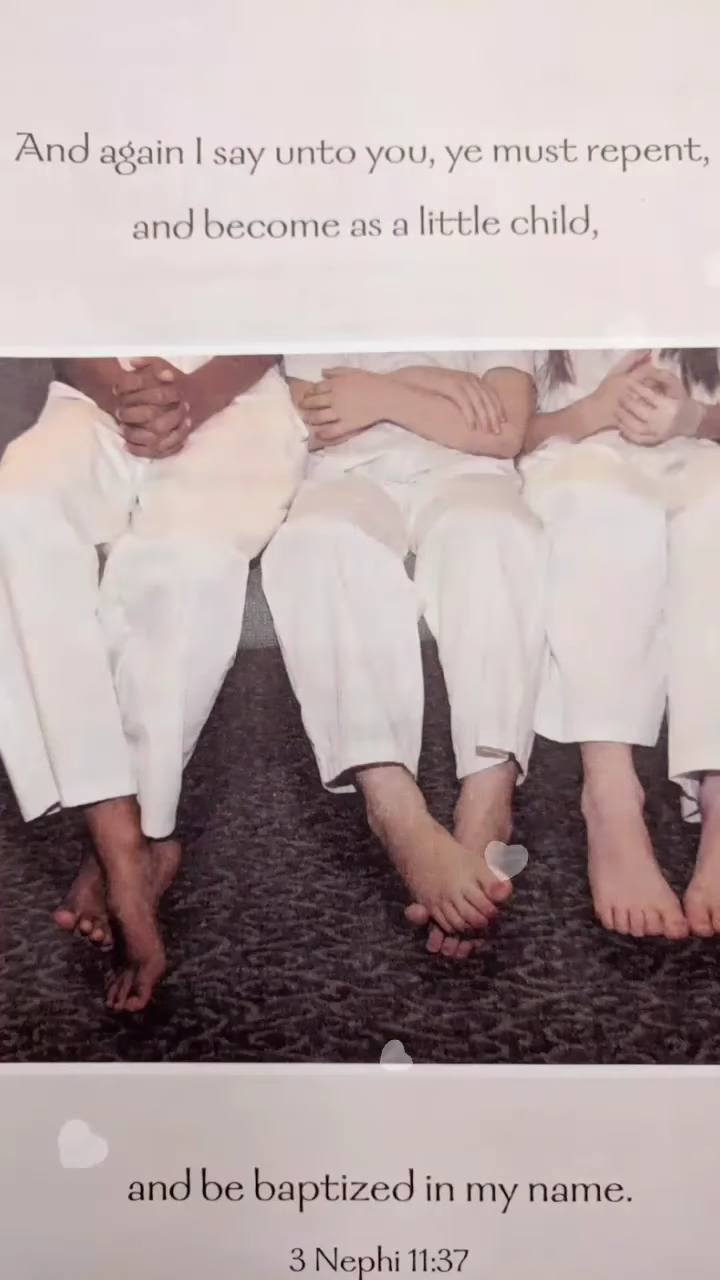 And again I say unto you, ye must repent,
and become as a little child,
and be baptized in my name.
3 Nephi 11:37